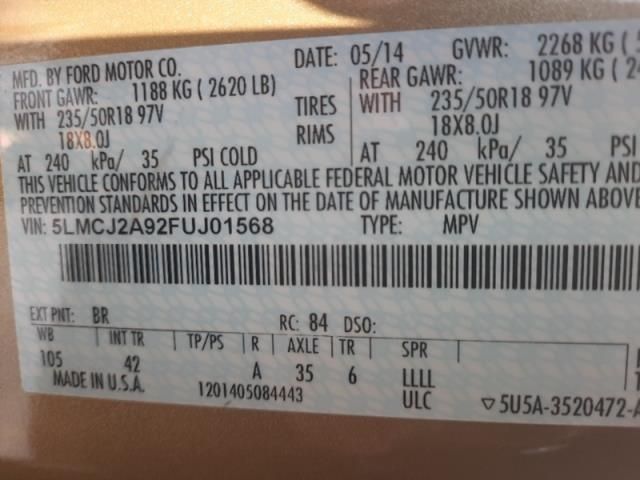 MFD. BY FORD MOTOR CO. DATE: 05/14 GVWR: 2268 KG (
FRONT GAWR: 1188 KG ( 2620 LB) REAR GAWR: 1089 KG ( 24
WITH 235/50R18 97V TIRES WITH 235/50R18 97V
18X8.0J RIMS 18X8.0J
AT 240 kPa/ 35 PSI COLD AT 240 kPa/ 35 PSI
THIS VEHICLE CONFORMS TO ALL APPLICABLE FEDERAL MOTOR VEHICLE SAFETY AND
PREVENTION STANDARDS IN EFFECT ON THE DATE OF MANUFACTURE SHOWN ABOVE
VIN: 5LMCJ2A92FUJ01568 TYPE: MPV
EXT PNT: BR RC: 84 DSO:
WB INT TR TP/PS R AXLE TR SPR
105 42 A 35 6 LLLL
MADE IN U.S.A. 1201405084443 ULC ▽5U5A-3520472-A